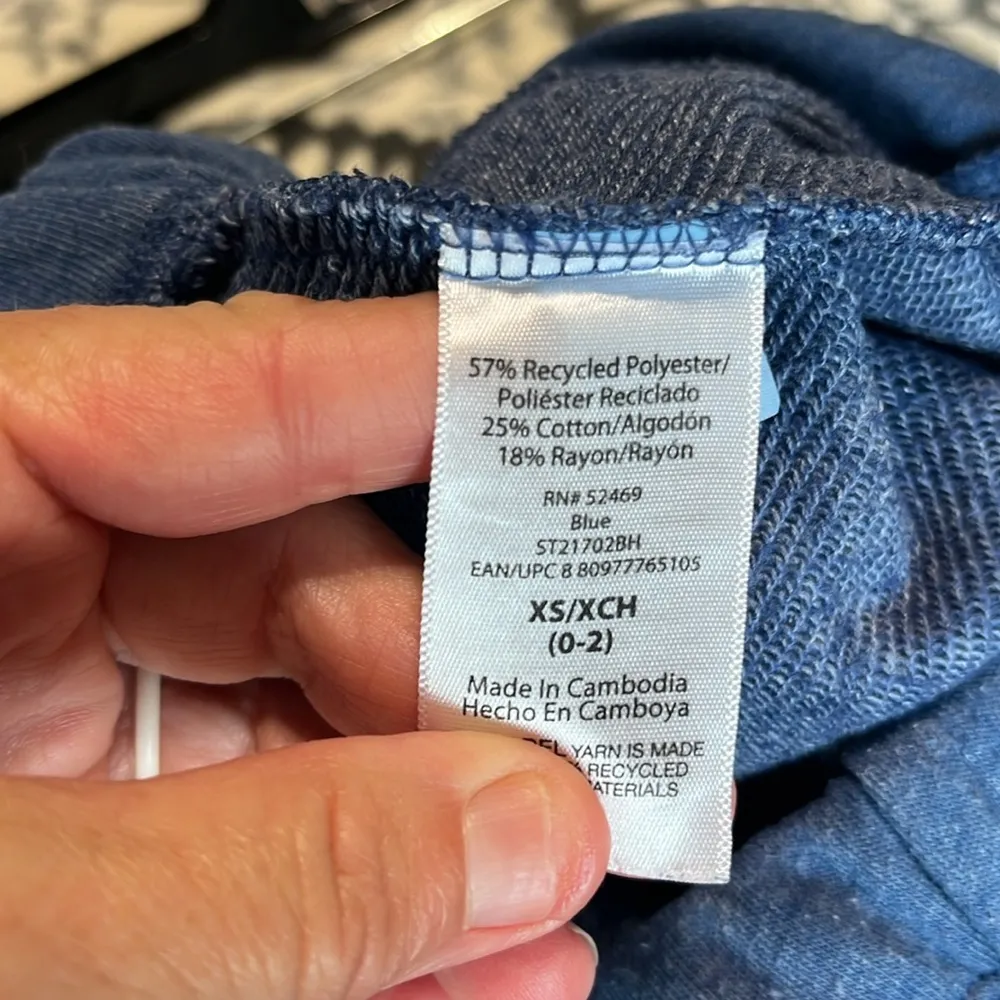 57% Recycled Polyester/
Poliéster Reciclado
25% Cotton/Algodón
18% Rayon/Rayón
RN# 52469
Blue
ST21702BH
EAN/UPC 8 80977765105
XS/XCH
(0-2)
Made In Cambodia
Hecho En Camboya
YARN IS MADE
RECYCLED